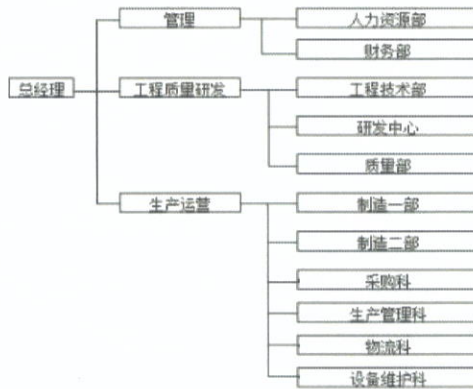 管理
人力资源部
财务部
总经理
工程质量研发
工程技术部
研发中心
质量部
生产运营
制造一部
制造二部
采购科
生产管理科
物流科
设备维护科